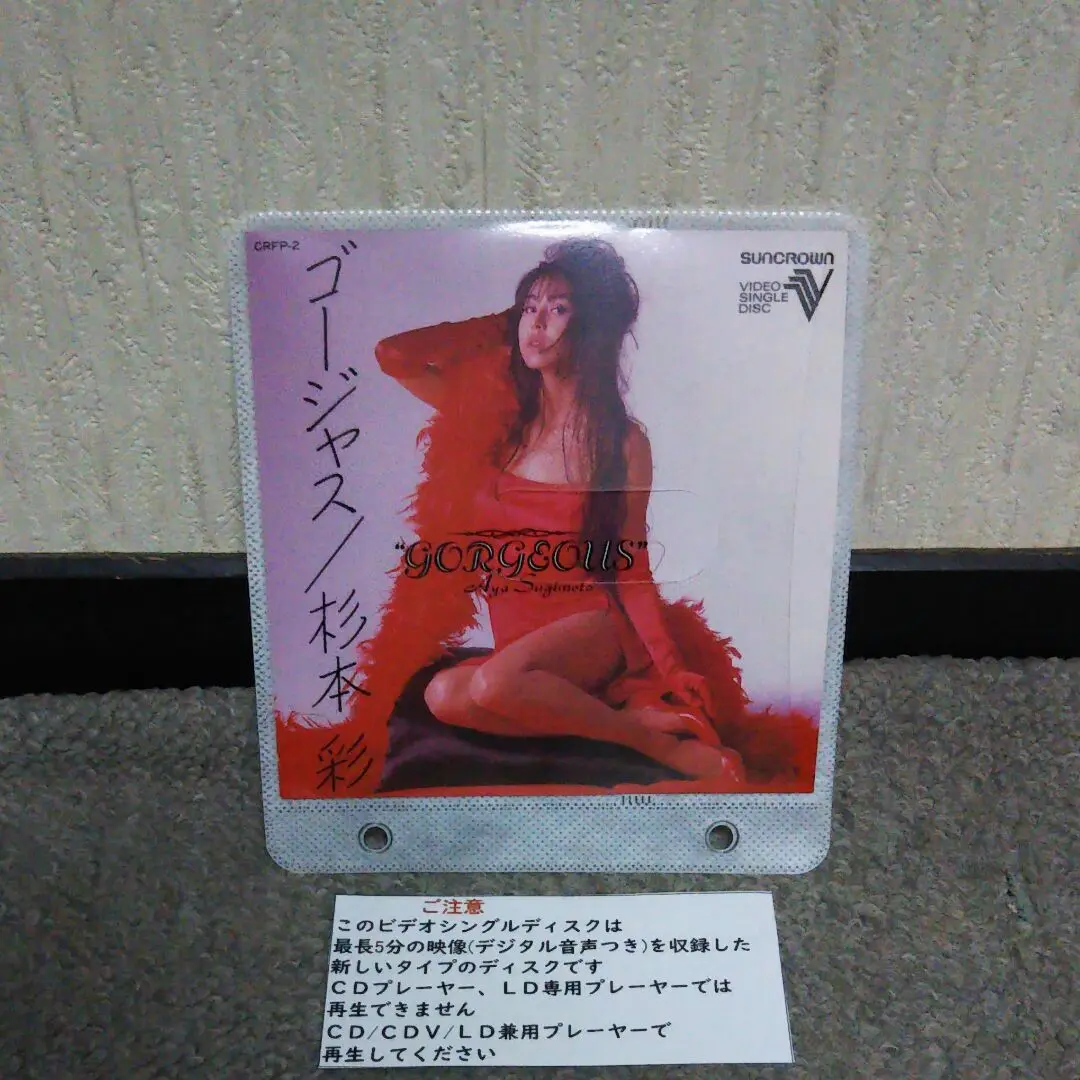 CRFP-2
ゴージャス/杉本彩
SUNCROWN
VIDEO
SINGLE
DISC
"GORGEOUS"
Aya Sugimoto
ご注意
このビデオシングルディスクは
最長5分の映像(デジタル音声つき)を収録した
新しいタイプのディスクです
CDプレーヤー、LD専用プレーヤーでは
再生できません
CD/CDV/LD兼用プレーヤーで
再生してください